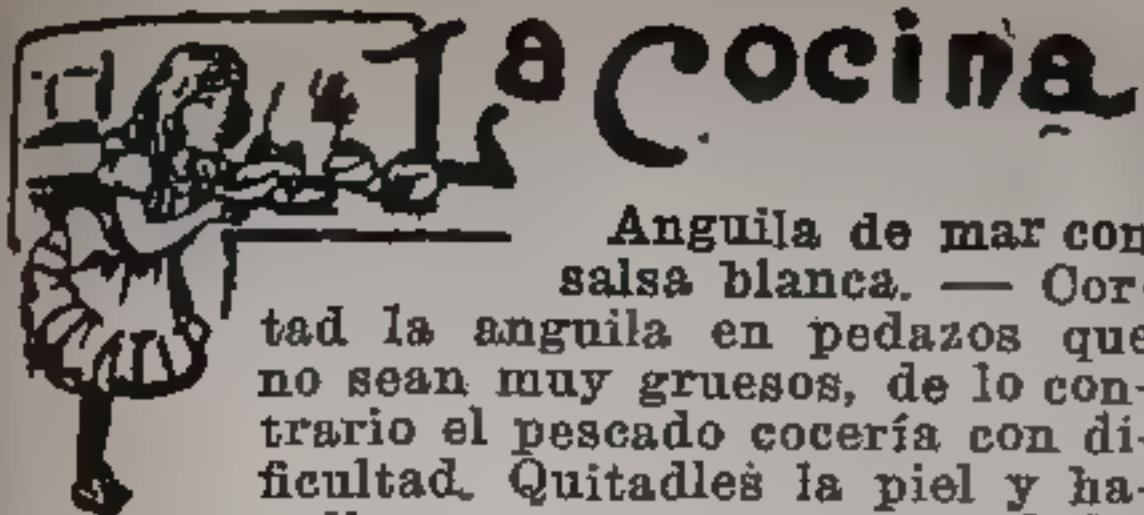 La Cocina
Anguila de mar con
salsa blanca. — Cor-
tad la anguila en pedazos que
no sean muy gruesos, de lo con-
trario el pescado cocería con di-
ficultad. Quitadles la piel y ha-